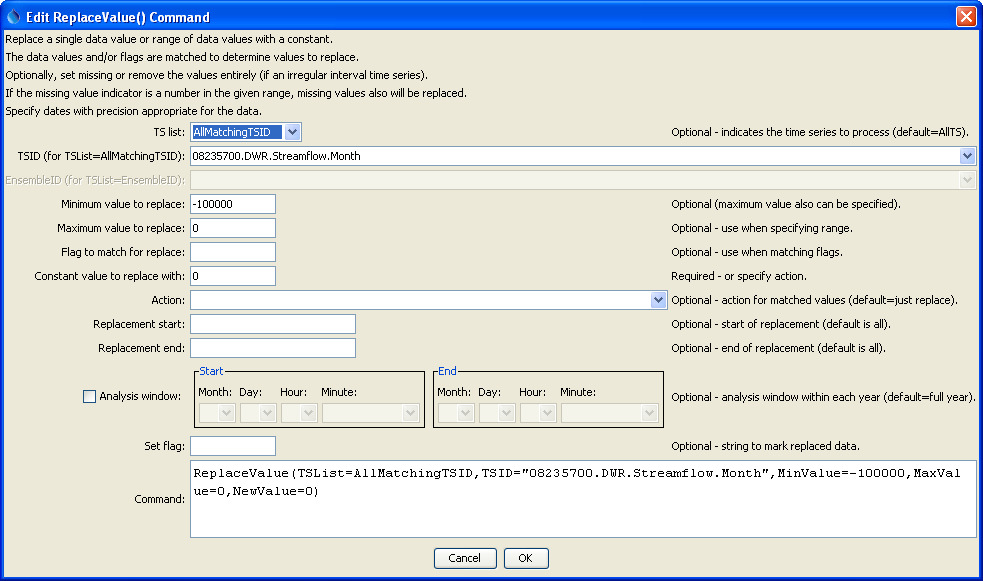 Edit ReplaceValue() Command
Replace a single data value or range of data values with a constant.
The data values and/or flags are matched to determine values to replace.
Optionally, set missing or remove the values entirely (if an irregular interval time series).
If the missing value indicator is a number in the given range, missing values also will be replaced.
Specify dates with precision appropriate for the data.
TS list: AllMatchingTSID Optional - indicates the time series to process (default=AllTS).
TSID (for TSList=AllMatchingTSID): 08235700.DWR.Streamflow.Month
EnsembleID (for TSList=EnsembleID):
Minimum value to replace: -100000 Optional (maximum value also can be specified).
Maximum value to replace: 0 Optional - use when specifying range.
Flag to match for replace: Optional - use when matching flags.
Constant value to replace with: 0 Required - or specify action.
Action: Optional - action for matched values (default=just replace).
Replacement start: Optional - start of replacement (default is all).
Replacement end: Optional - end of replacement (default is all).
Start End
Month: Day: Hour: Minute: Month: Day: Hour: Minute:
Analysis window: Optional - analysis window within each year (default=full year).
Set flag: Optional - string to mark replaced data.
Command:
ReplaceValue(TSList=AllMatchingTSID,TSID="08235700.DWR.Streamflow.Month",MinValue=-100000,MaxVal
ue=0,NewValue=0)
Cancel OK